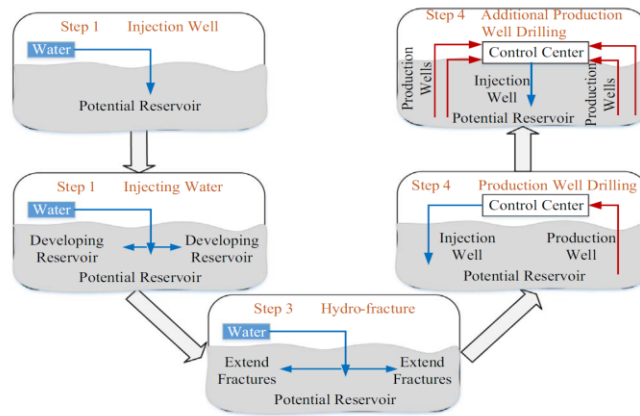 Step 1 Injection Well
Water
Potential Reservoir
Step 1 Injecting Water
Water
Developing Reservoir
Developing Reservoir
Potential Reservoir
Step 3 Hydro-fracture
Water
Extend Fractures
Extend Fractures
Potential Reservoir
Step 4 Production Well Drilling
Control Center
Injection Well
Production Well
Potential Reservoir
Step 4 Additional Production
Well Drilling
Control Center
Production Wells
Injection Well
Production Wells
Potential Reservoir